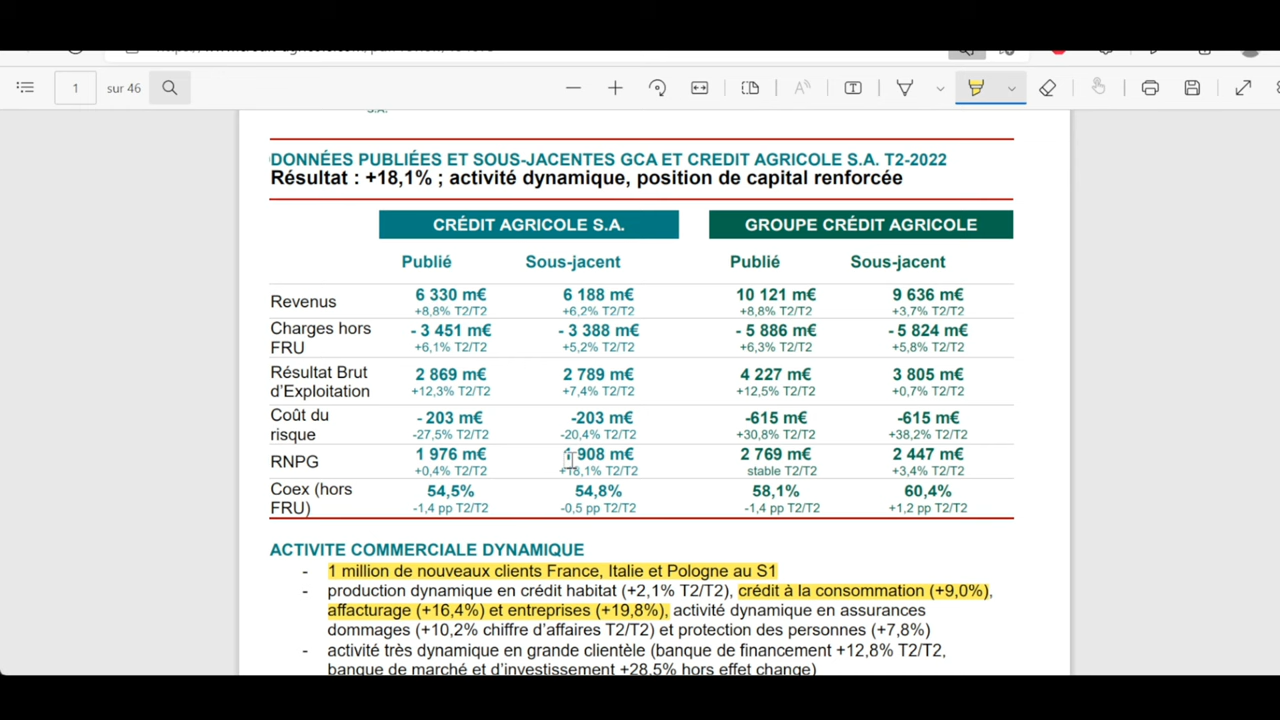 1 sur 46
S.A.
DONNÉES PUBLIÉES ET SOUS-JACENTES GCA ET CREDIT AGRICOLE S.A. T2-2022
Résultat : +18,1% ; activité dynamique, position de capital renforcée
CRÉDIT AGRICOLE S.A. GROUPE CRÉDIT AGRICOLE
Publié Sous-jacent Publié Sous-jacent
Revenus 6 330 m€ 6 188 m€ 10 121 m€ 9 636 m€
+8,8% T2/T2 +6,2% T2/T2 +8,8% T2/T2 +3,7% T2/T2
Charges hors - 3 451 m€ - 3 388 m€ - 5 886 m€ - 5 824 m€
FRU +6,1% T2/T2 +5,2% T2/T2 +6,3% T2/T2 +5,8% T2/T2
Résultat Brut 2 869 m€ 2 789 m€ 4 227 m€ 3 805 m€
d'Exploitation +12,3% T2/T2 +7,4% T2/T2 +12,5% T2/T2 +0,7% T2/T2
Coût du - 203 m€ -203 m€ -615 m€ -615 m€
risque -27,5% T2/T2 -20,4% T2/T2 +30,8% T2/T2 +38,2% T2/T2
RNPG 1 976 m€ 1 908 m€ 2 769 m€ 2 447 m€
+0,4% T2/T2 +18,1% T2/T2 stable T2/T2 +3,4% T2/T2
Coex (hors 54,5% 54,8% 58,1% 60,4%
FRU) -1,4 pp T2/T2 -0,5 pp T2/T2 -1,4 pp T2/T2 +1,2 pp T2/T2
ACTIVITE COMMERCIALE DYNAMIQUE
- 1 million de nouveaux clients France, Italie et Pologne au S1
- production dynamique en crédit habitat (+2,1% T2/T2), crédit à la consommation (+9,0%),
affacturage (+16,4%) et entreprises (+19,8%), activité dynamique en assurances
dommages (+10,2% chiffre d'affaires T2/T2) et protection des personnes (+7,8%)
- activité très dynamique en grande clientèle (banque de financement +12,8% T2/T2,
banque de marché et d'investissement +28,5% hors effet change)